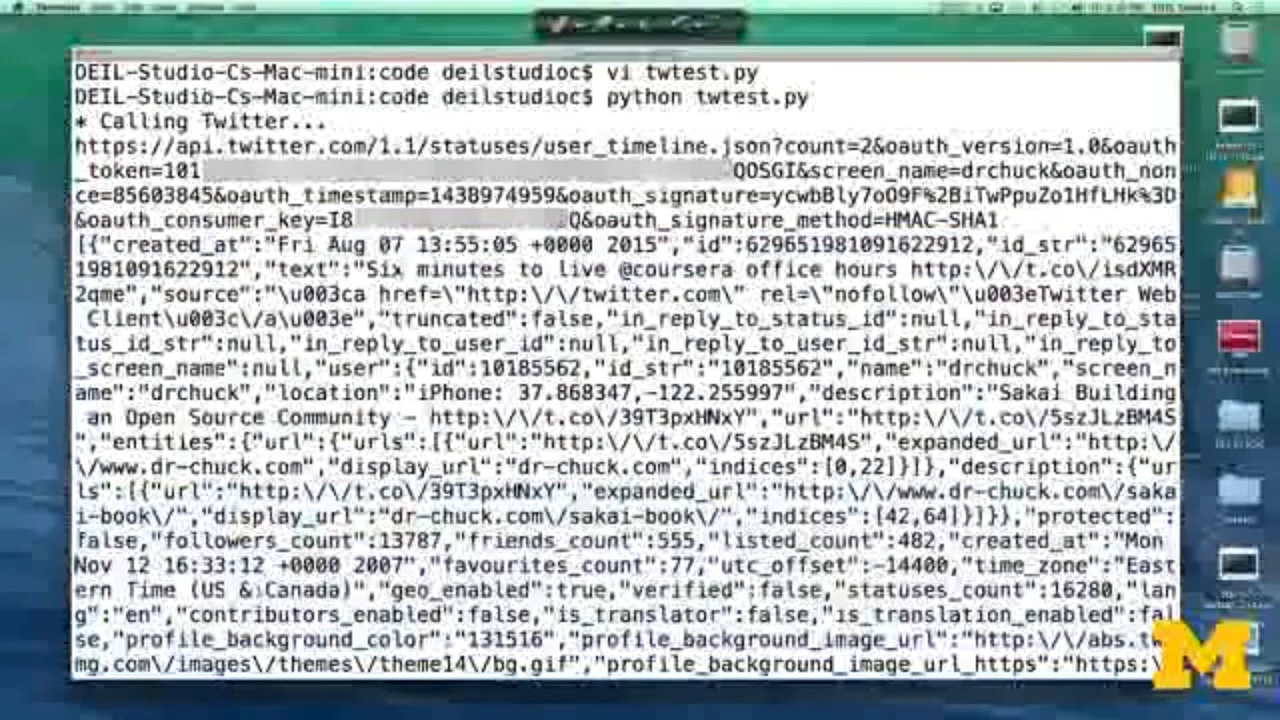 DEIL-Studio-Cs-Mac-mini:code deilstudioc$ vi twtest.py
DEIL-Studio-Cs-Mac-mini:code deilstudioc$ python twtest.py
* Calling Twitter...
https://api.twitter.com/1.1/statuses/user_timeline.json?count=2&oauth_version=1.0&oauth
_token=101 QOSGI&screen_name=drchuck&oauth_non
ce=85603845&oauth_timestamp=1438974959&oauth_signature=ycwbBly7oO9F%2BiTwPpuZo1HfLHk%3D
&oauth_consumer_key=I8 Q&oauth_signature_method=HMAC-SHA1
[{"created_at":"Fri Aug 07 13:55:05 +0000 2015","id":629651981091622912,"id_str":"62965
1981091622912","text":"Six minutes to live @coursera office hours http:\/\/t.co\/isdXMR
2qme","source":"\u003ca href=\"http:\/\/twitter.com\" rel=\"nofollow\"\u003eTwitter Web
Client\u003c\/a\u003e","truncated":false,"in_reply_to_status_id":null,"in_reply_to_sta
tus_id_str":null,"in_reply_to_user_id":null,"in_reply_to_user_id_str":null,"in_reply_to
_screen_name":null,"user":{"id":10185562,"id_str":"10185562","name":"drchuck","screen_n
ame":"drchuck","location":"iPhone: 37.868347,-122.255997","description":"Sakai Building
an Open Source Community - http:\/\/t.co\/39T3pxHNxY","url":"http:\/\/t.co\/5szJLzBM4S
","entities":{"url":{"urls":[{"url":"http:\/\/t.co\/5szJLzBM4S","expanded_url":"http:\/
\/www.dr-chuck.com","display_url":"dr-chuck.com","indices":[0,22]}]},"description":{"ur
ls":[{"url":"http:\/\/t.co\/39T3pxHNxY","expanded_url":"http:\/\/www.dr-chuck.com\/saka
i-book\/","display_url":"dr-chuck.com\/sakai-book\/","indices":[42,64]}]}},"protected":
false,"followers_count":13787,"friends_count":555,"listed_count":482,"created_at":"Mon
Nov 12 16:33:12 +0000 2007","favourites_count":77,"utc_offset":-14400,"time_zone":"East
ern Time (US & Canada)","geo_enabled":true,"verified":false,"statuses_count":16280,"lan
g":"en","contributors_enabled":false,"is_translator":false,"is_translation_enabled":fal
se,"profile_background_color":"131516","profile_background_image_url":"http:\/\/abs.tw
mg.com\/images\/themes\/theme14\/bg.gif","profile_background_image_url_https":"https:\
M